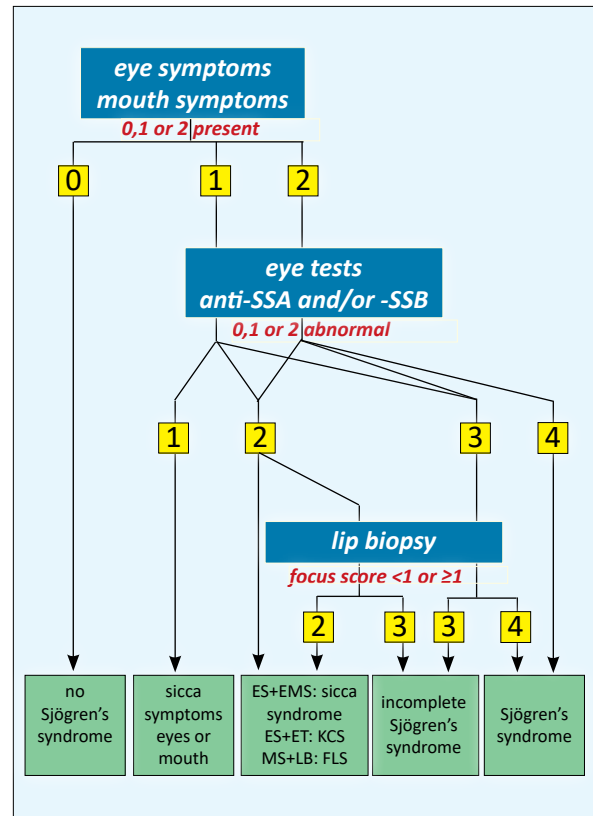 eye symptoms
mouth symptoms
0,1 or 2 present
0 1 2
eye tests
anti-SSA and/or -SSB
0,1 or 2 abnormal
1 2 3 4
lip biopsy
focus score <1 or ≥1
2 3 3 4
no
Sjögren's
syndrome
sicca
symptoms
eyes or
mouth
ES+EMS: sicca
syndrome
ES+ET: KCS
MS+LB: FLS
incomplete
Sjögren's
syndrome
Sjögren's
syndrome